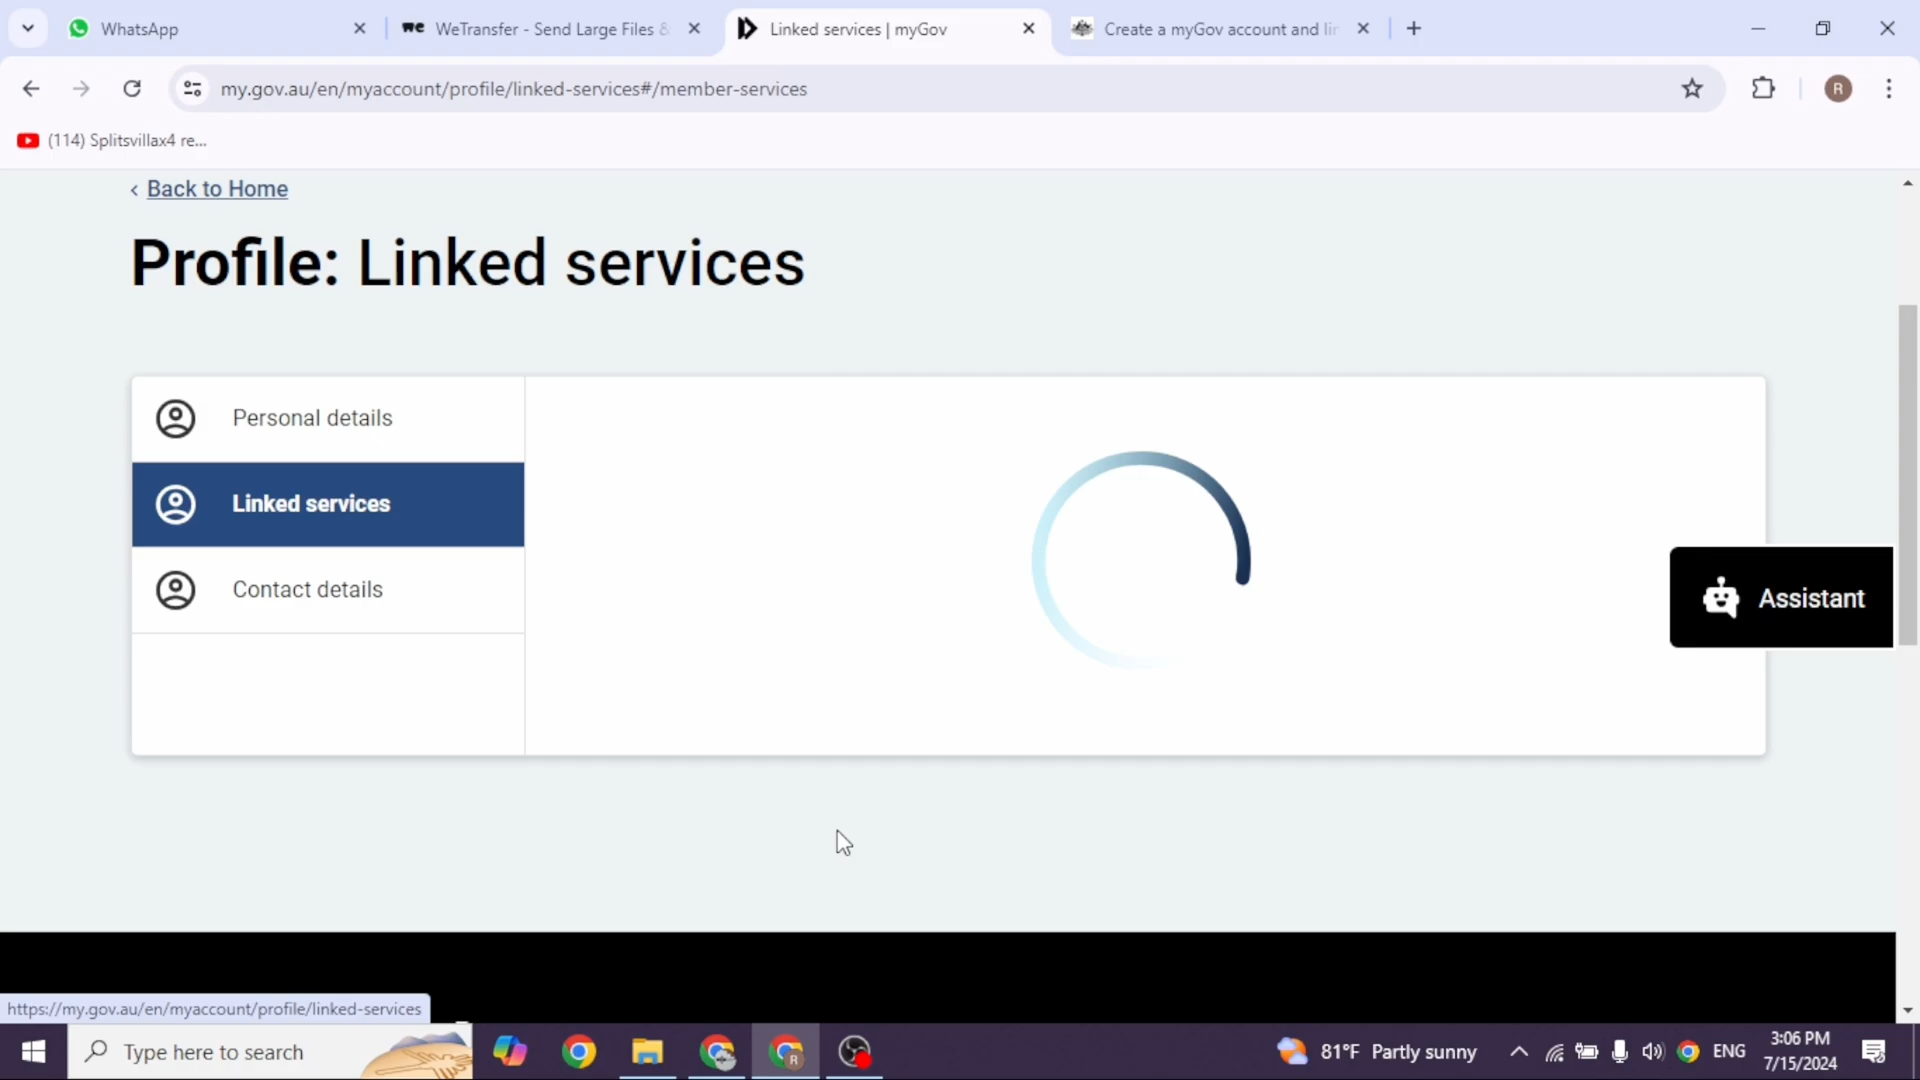 WhatsApp
WeTransfer - Send Large Files &
Linked services | myGov
Create a myGov account and lin
my.gov.au/en/myaccount/profile/linked-services#/member-services
R
(114) Splitsvillax4 re...
‹ Back to Home
Profile: Linked services
Personal details
Linked services
Contact details
Assistant
https://my.gov.au/en/myaccount/profile/linked-services
Type here to search
81°F Partly sunny
ENG
3:06 PM
7/15/2024